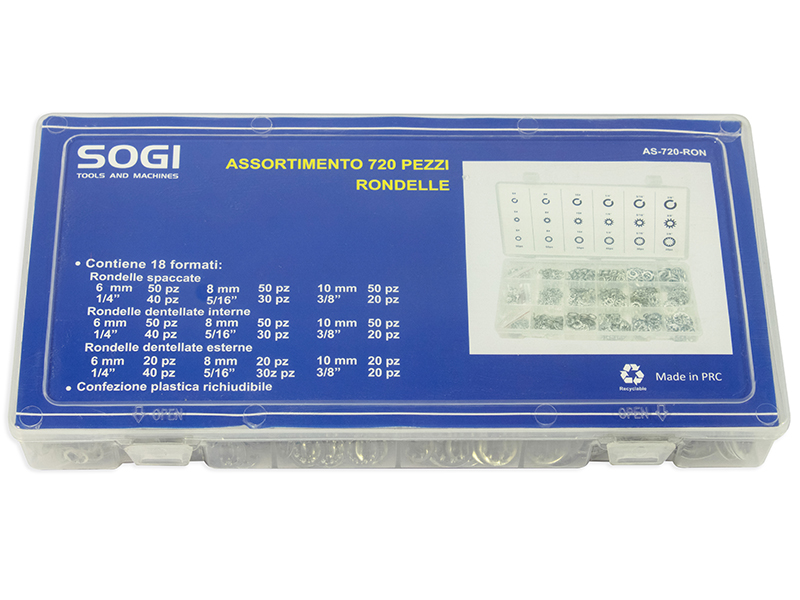 SOGI
TOOLS AND MACHINES
ASSORTIMENTO 720 PEZZI
RONDELLE
AS-720-RON
• Contiene 18 formati:
Rondelle spaccate
6 mm 50 pz 8 mm 50 pz 10 mm 50 pz
1/4” 40 pz 5/16” 30 pz 3/8” 20 pz
Rondelle dentellate interne
6 mm 50 pz 8 mm 50 pz 10 mm 50 pz
1/4” 40 pz 5/16” 30 pz 3/8” 20 pz
Rondelle dentellate esterne
6 mm 20 pz 8 mm 20 pz 10 mm 20 pz
1/4” 40 pz 5/16” 30z pz 3/8” 20 pz
• Confezione plastica richiudibile
Recyclable
Made in PRC
OPEN
OPEN